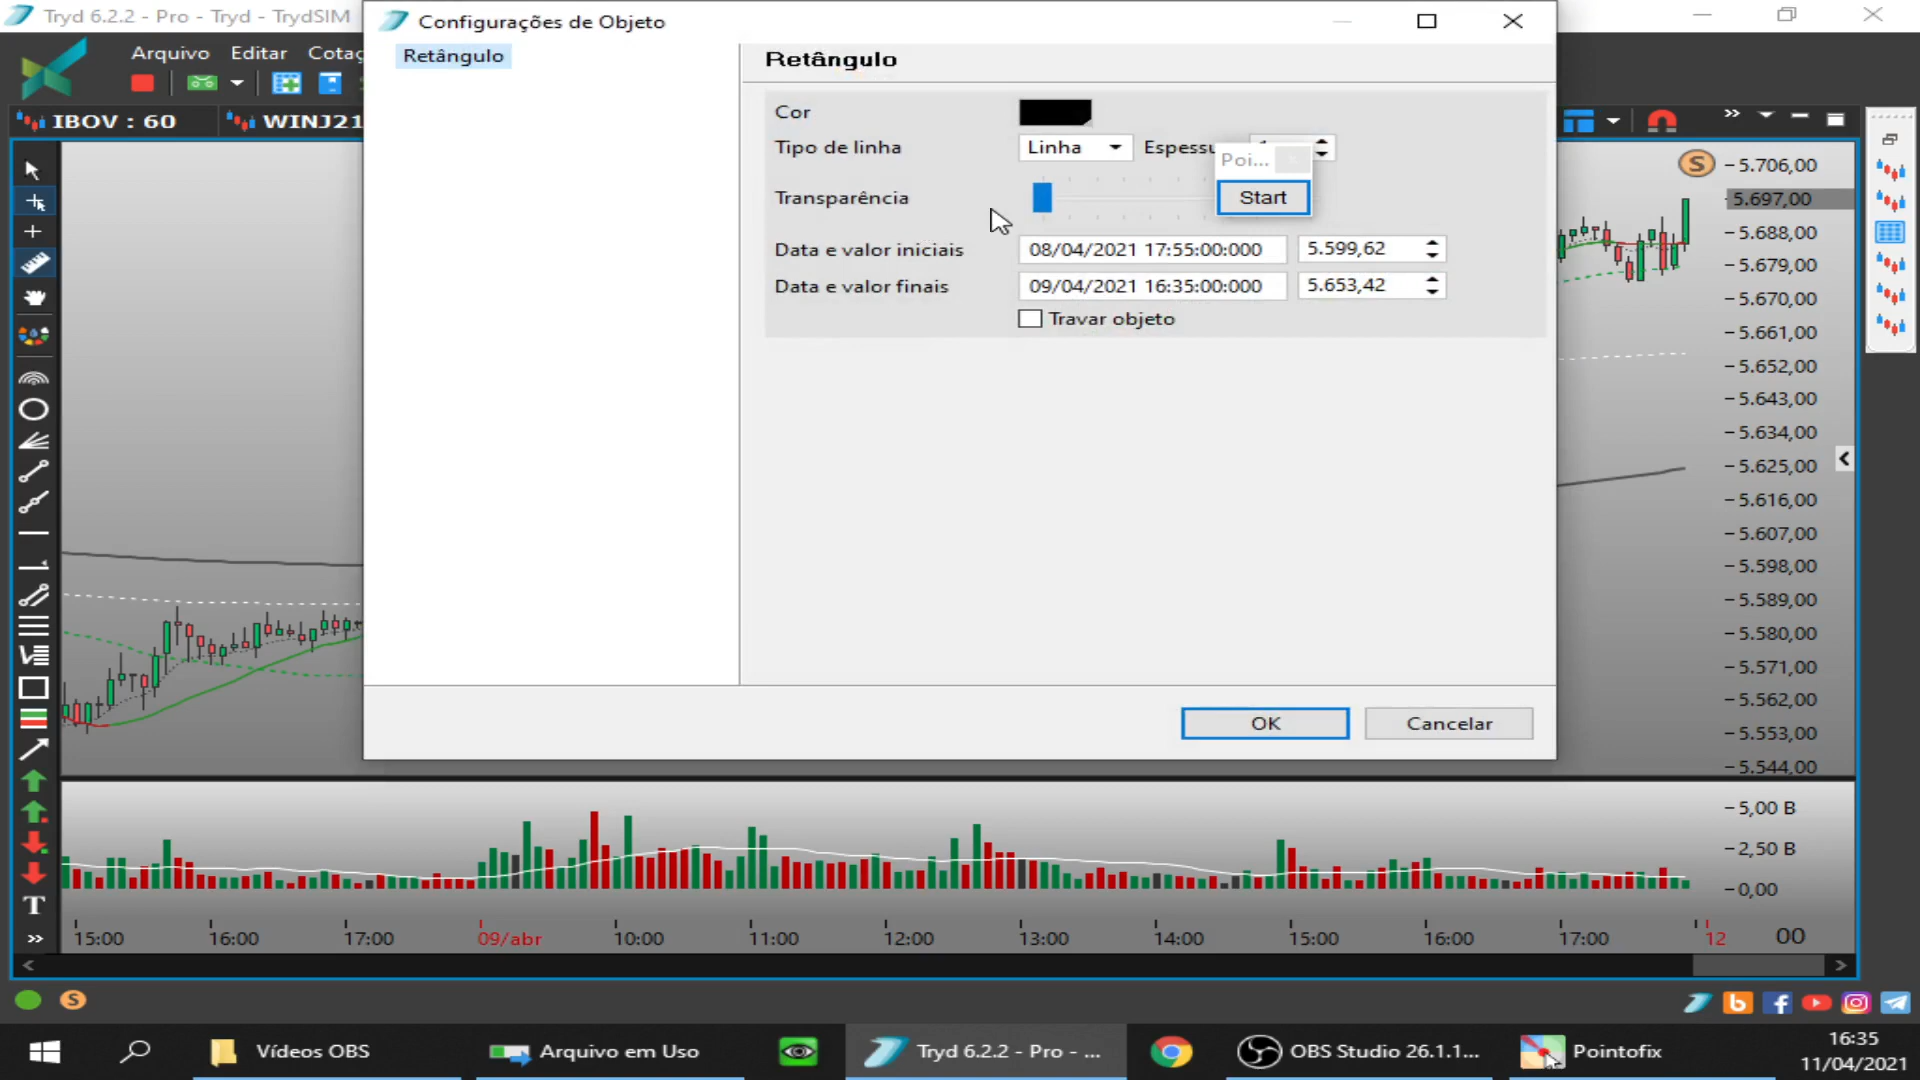 Tryd 6.2.2 - Pro - Tryd - TrydSIM
Configurações de Objeto
Arquivo Editar
Retângulo
Retângulo
IBOV : 60
WINJ21
Cor
Tipo de linha
Linha
Poi...
Transparência
Start
Data e valor iniciais
08/04/2021 17:55:00:000
5.599,62
Data e valor finais
09/04/2021 16:35:00:000
5.653,42
Travar objeto
OK
Cancelar
S
5.706,00
5.697,00
5.688,00
5.679,00
5.670,00
5.661,00
5.652,00
5.643,00
5.634,00
5.625,00
5.616,00
5.607,00
5.598,00
5.589,00
5.580,00
5.571,00
5.562,00
5.553,00
5.544,00
5,00 B
2,50 B
0,00
T
15:00 16:00 17:00 09/abr 10:00 11:00 12:00 13:00 14:00 15:00 16:00 17:00 12 00
S
Vídeos OBS
Arquivo em Uso
Tryd 6.2.2 - Pro - ...
OBS Studio 26.1.1...
Pointofix
16:35
11/04/2021